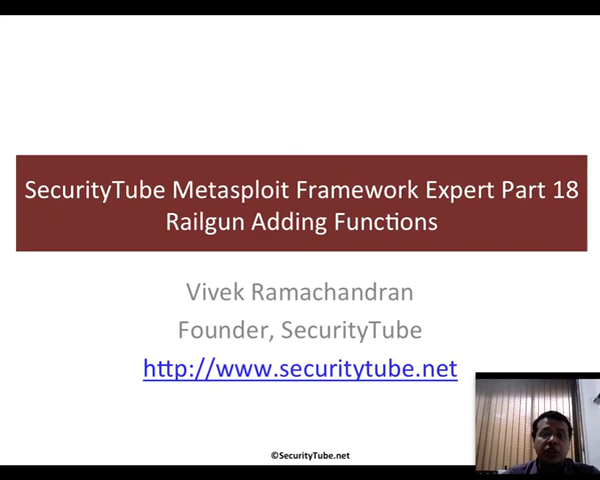 SecurityTube Metasploit Framework Expert Part 18
Railgun Adding Functions
Vivek Ramachandran
Founder, SecurityTube
http://www.securitytube.net
©SecurityTube.net